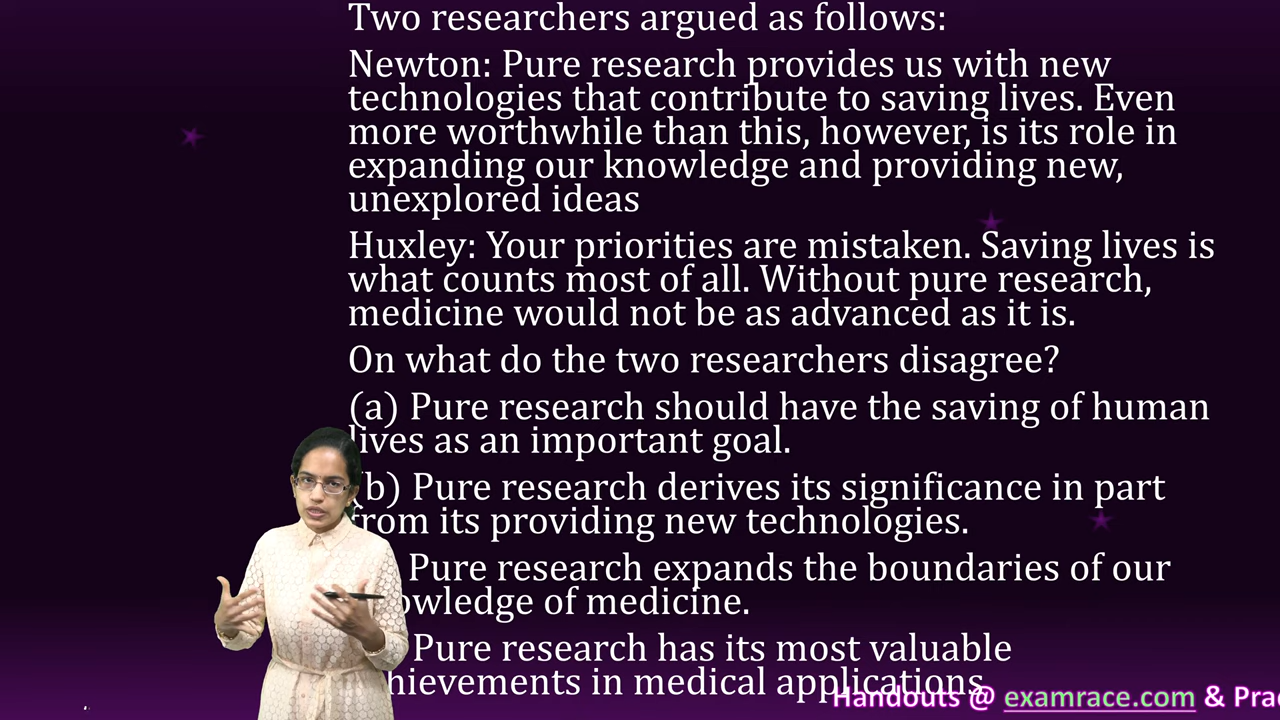 Two researchers argued as follows:
Newton: Pure research provides us with new
technologies that contribute to saving lives. Even
more worthwhile than this, however, is its role in
expanding our knowledge and providing new,
unexplored ideas
Huxley: Your priorities are mistaken. Saving lives is
what counts most of all. Without pure research,
medicine would not be as advanced as it is.
On what do the two researchers disagree?
(a) Pure research should have the saving of human
lives as an important goal.
(b) Pure research derives its significance in part
from its providing new technologies.
Pure research expands the boundaries of our
knowledge of medicine.
Pure research has its most valuable
achievements in medical applications.
Handouts @ examrace.com &